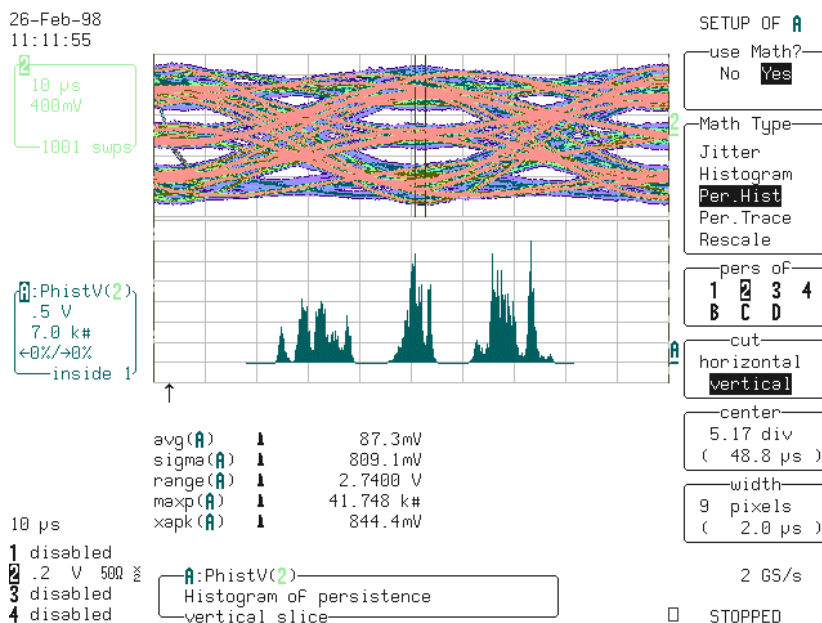 26-Feb-98
11:11:55
2
10 µs
400mV
1001 swps
2
A:PhistV(2)
.5 V
7.0 k#
←0%/→0%
inside 1
A
↑
avg(A) 87.3mV
sigma(A) 809.1mV
range(A) 2.7400 V
maxp(A) 41.748 k#
xapk(A) 844.4mV
10 µs
1 disabled
2 .2 V 50Ω
3 disabled
4 disabled
A:PhistV(2)
Histogram of persistence
vertical slice
SETUP OF A
use Math?
No Yes
Math Type
Jitter
Histogram
Per.Hist
Per.Trace
Rescale
pers of
1 2 3 4
B C D
cut
horizontal
vertical
center
5.17 div
( 48.8 µs )
width
9 pixels
( 2.0 µs )
2 GS/s
□ STOPPED